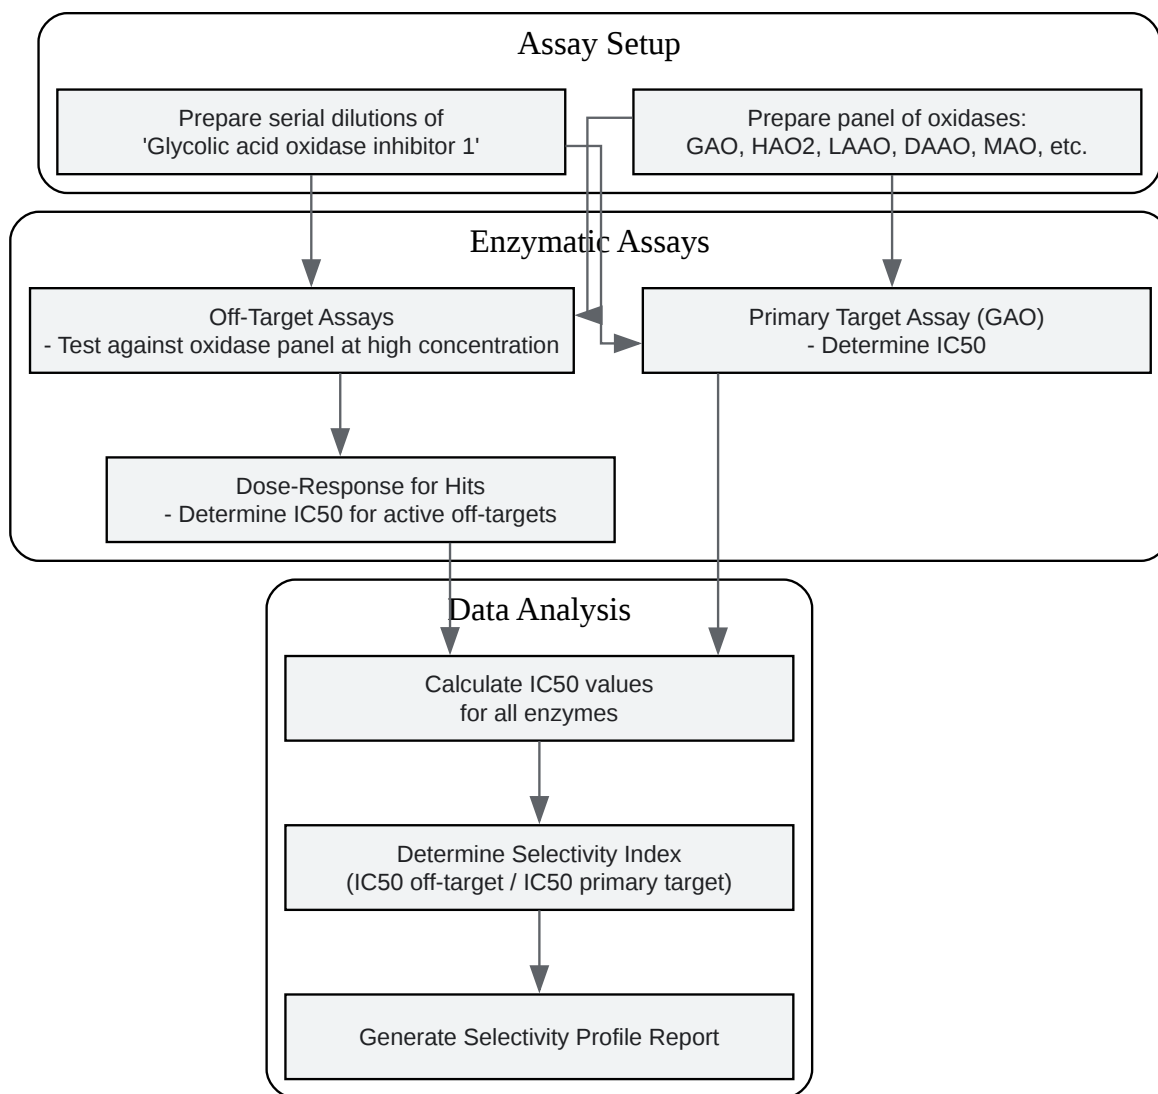 Assay Setup
Prepare serial dilutions of
'Glycolic acid oxidase inhibitor 1'
Prepare panel of oxidases:
GAO, HAO2, LAAO, DAAO, MAO, etc.
Enzymatic Assays
Off-Target Assays
- Test against oxidase panel at high concentration
Primary Target Assay (GAO)
- Determine IC50
Dose-Response for Hits
- Determine IC50 for active off-targets
Data Analysis
Calculate IC50 values
for all enzymes
Determine Selectivity Index
(IC50 off-target / IC50 primary target)
Generate Selectivity Profile Report